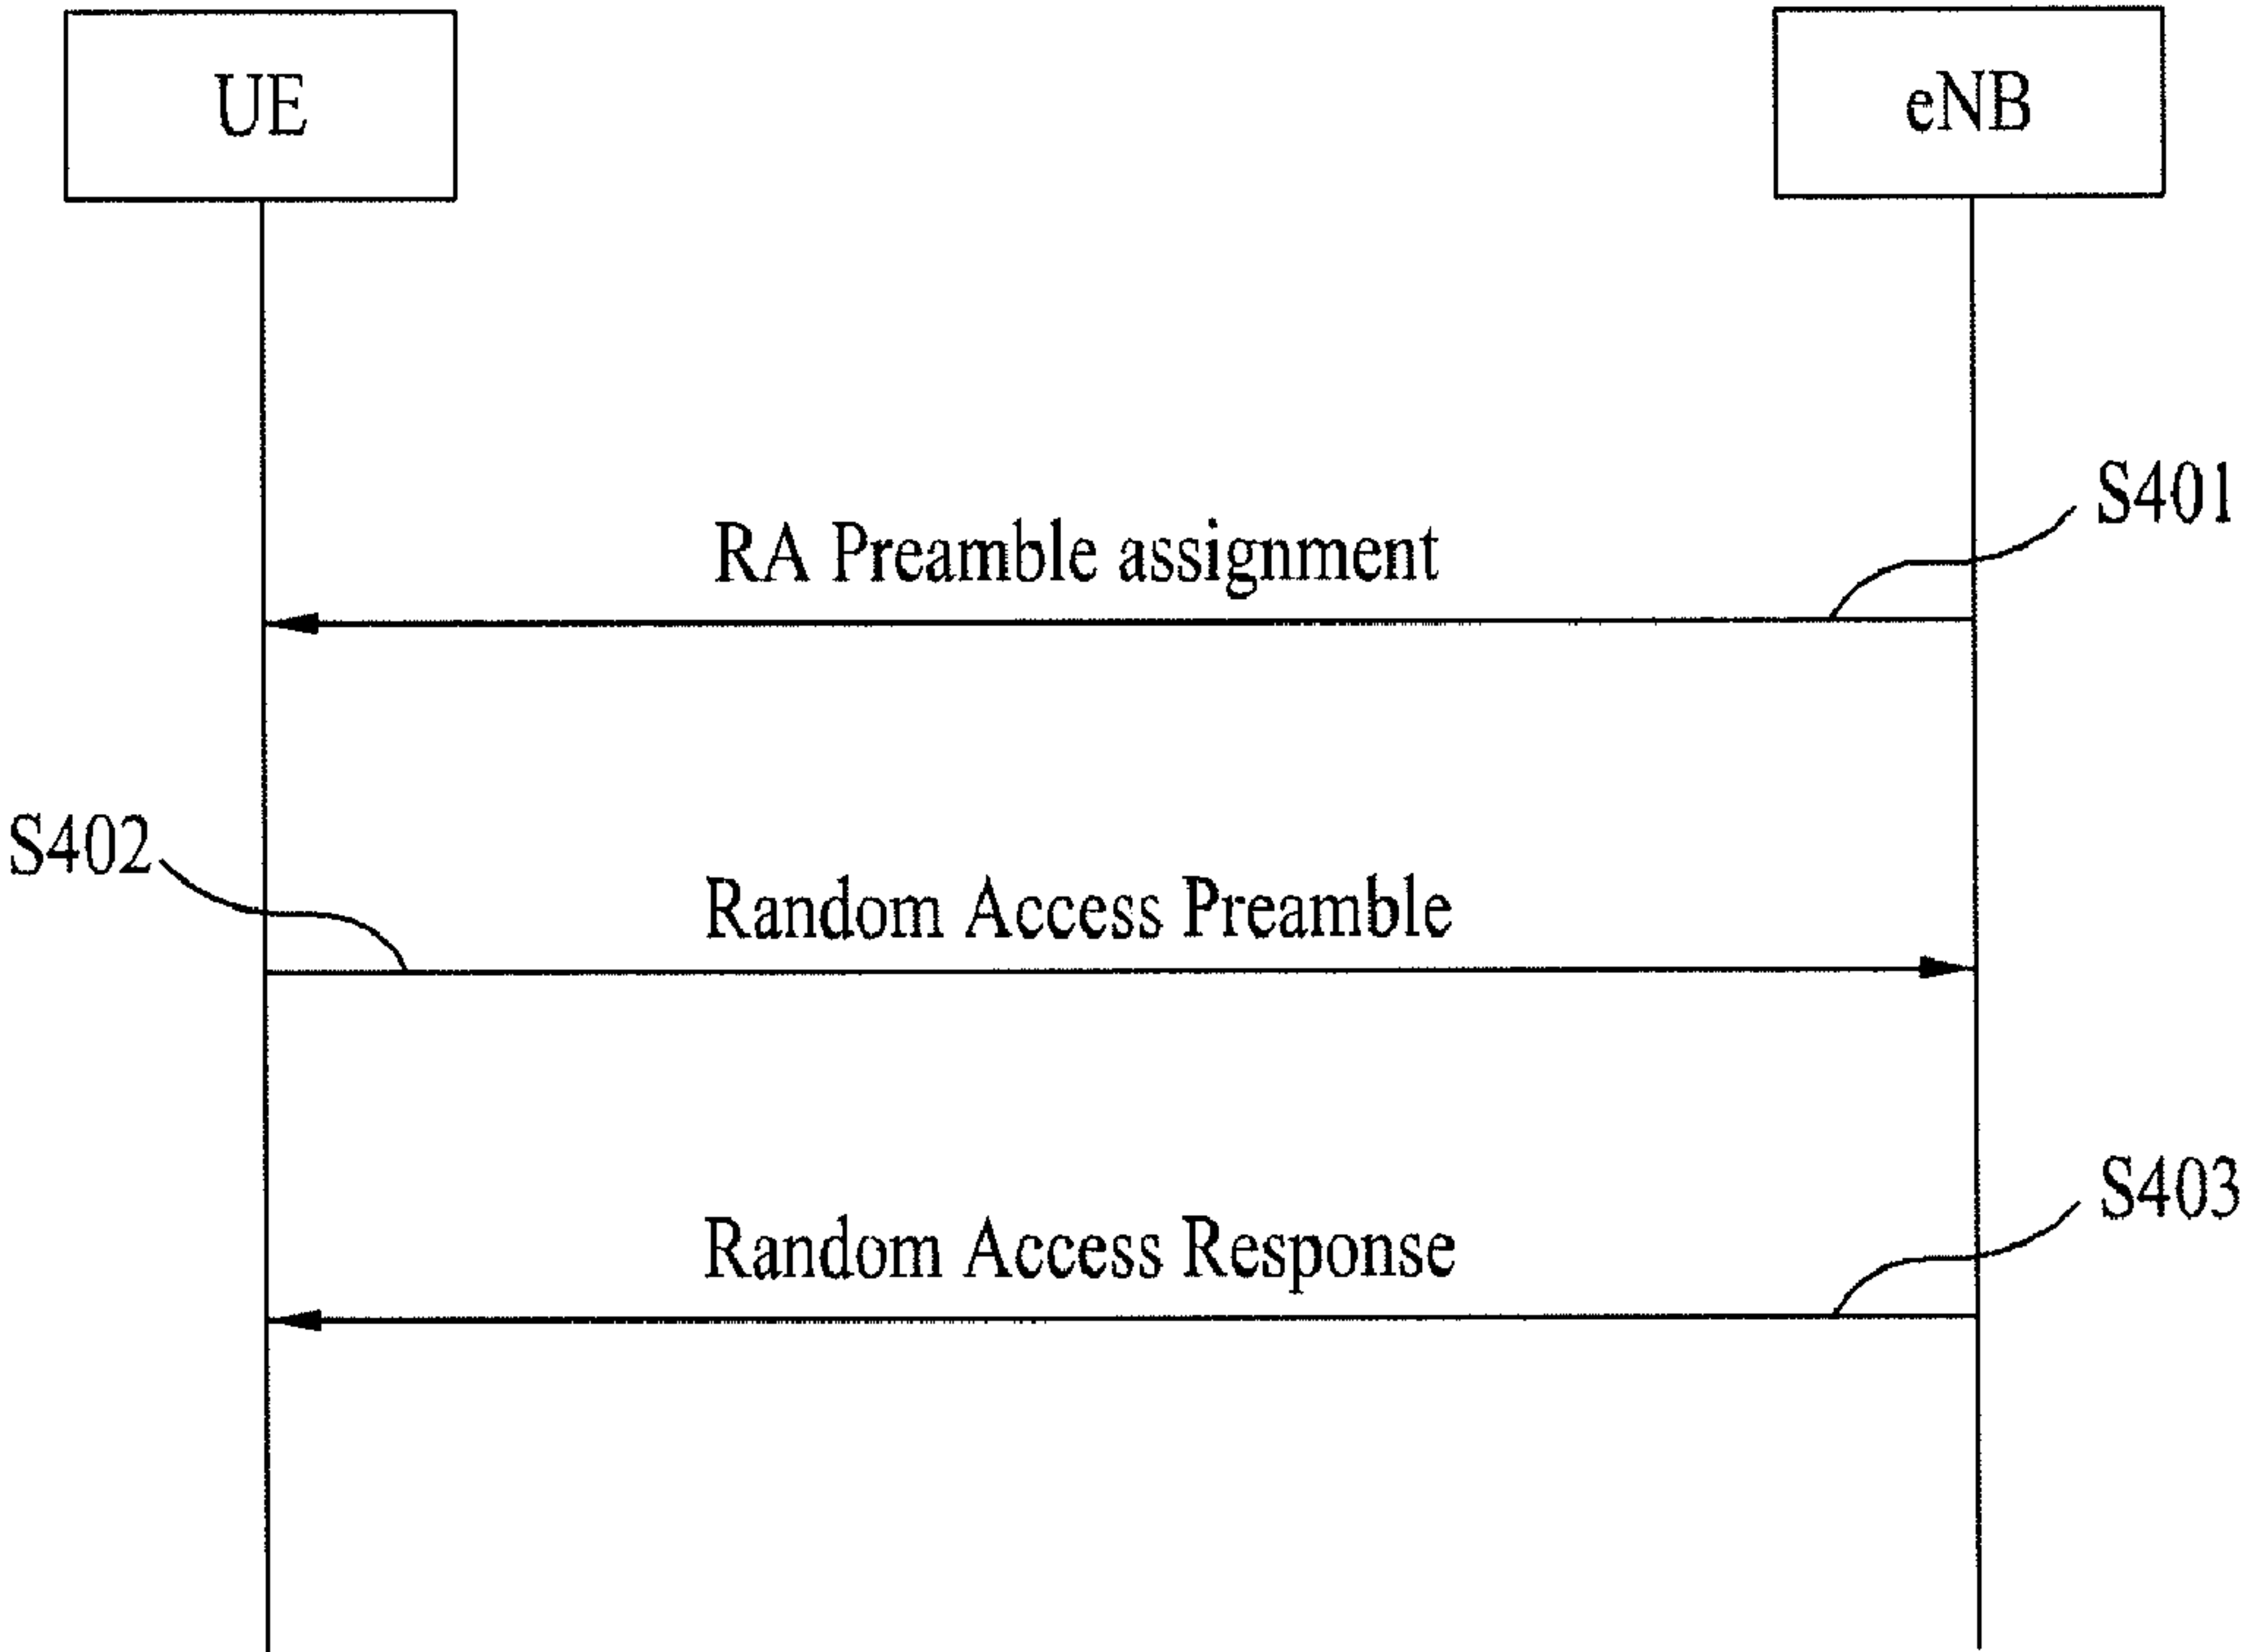 UE
eNB
S401
RA Preamble assignment
S402
Random Access Preamble
S403
Random Access Response